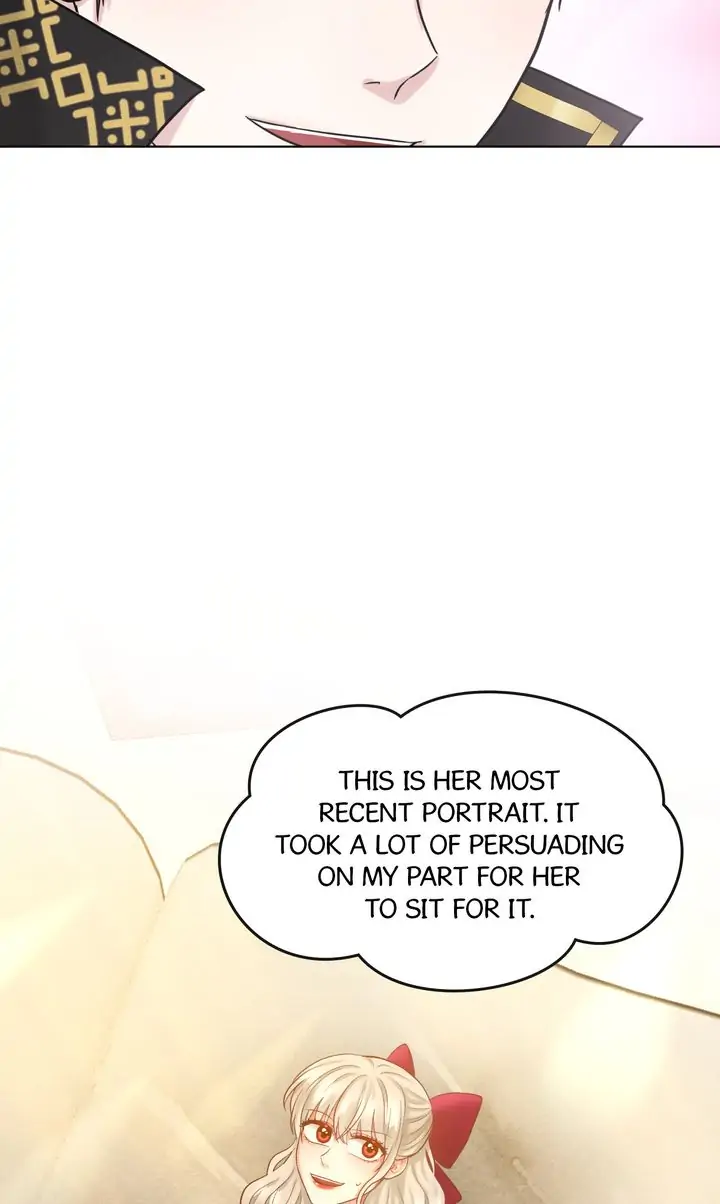 THIS IS HER MOST
RECENT PORTRAIT. IT
TOOK A LOT OF PERSUADING
ON MY PART FOR HER
TO SIT FOR IT.